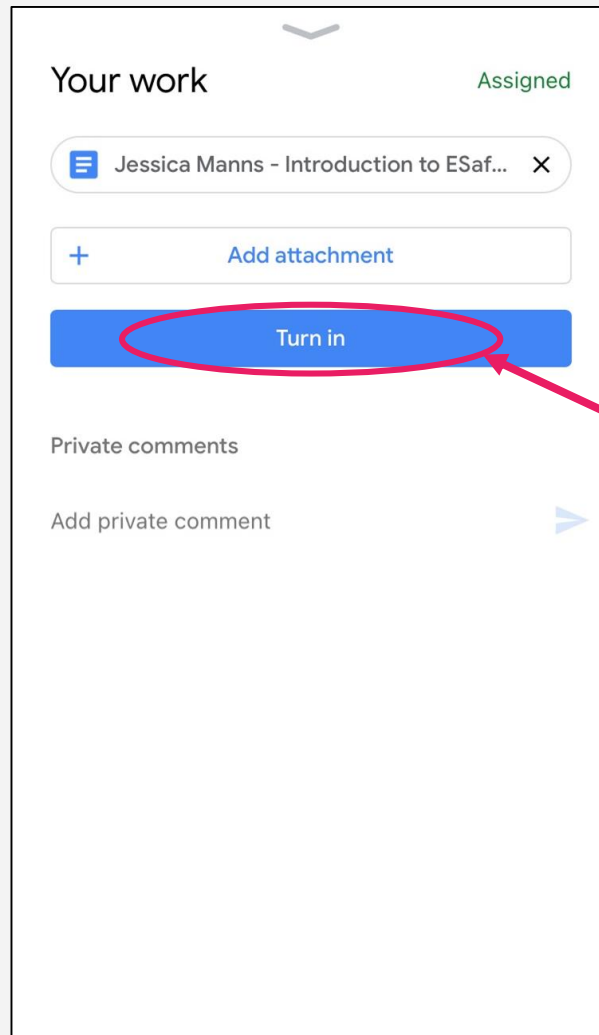 Your work
Assigned
Jessica Manns - Introduction to ESaf...
Add attachment
Turn in
Private comments
Add private comment